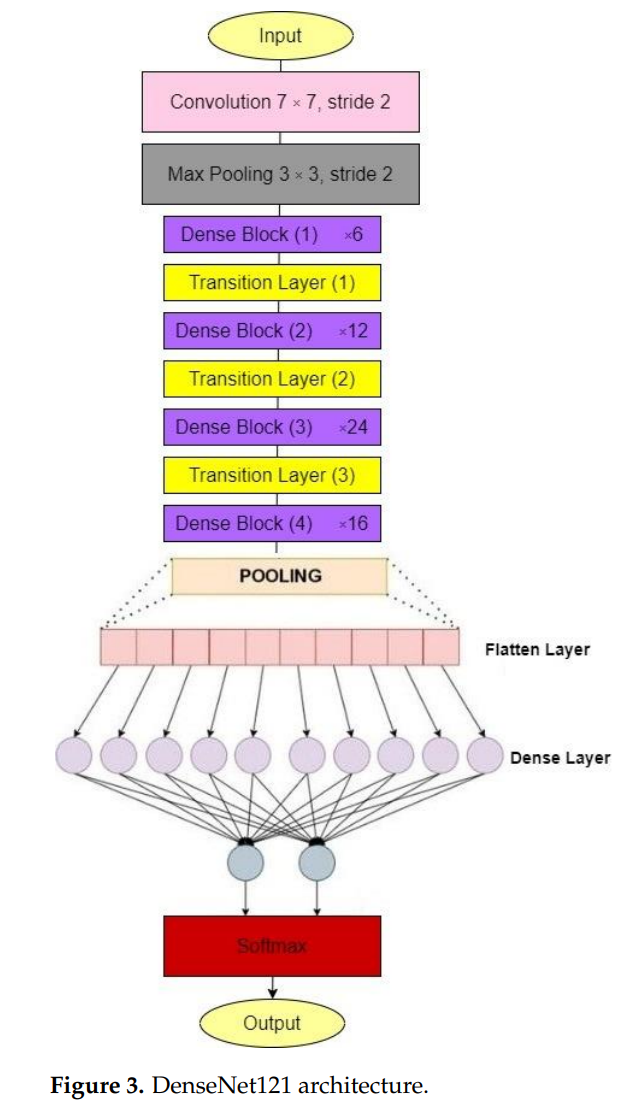 Input
Convolution 7 × 7, stride 2
Max Pooling 3 × 3, stride 2
Dense Block (1) ×6
Transition Layer (1)
Dense Block (2) ×12
Transition Layer (2)
Dense Block (3) ×24
Transition Layer (3)
Dense Block (4) ×16
POOLING
Flatten Layer
Dense Layer
Softmax
Output
Figure 3. DenseNet121 architecture.